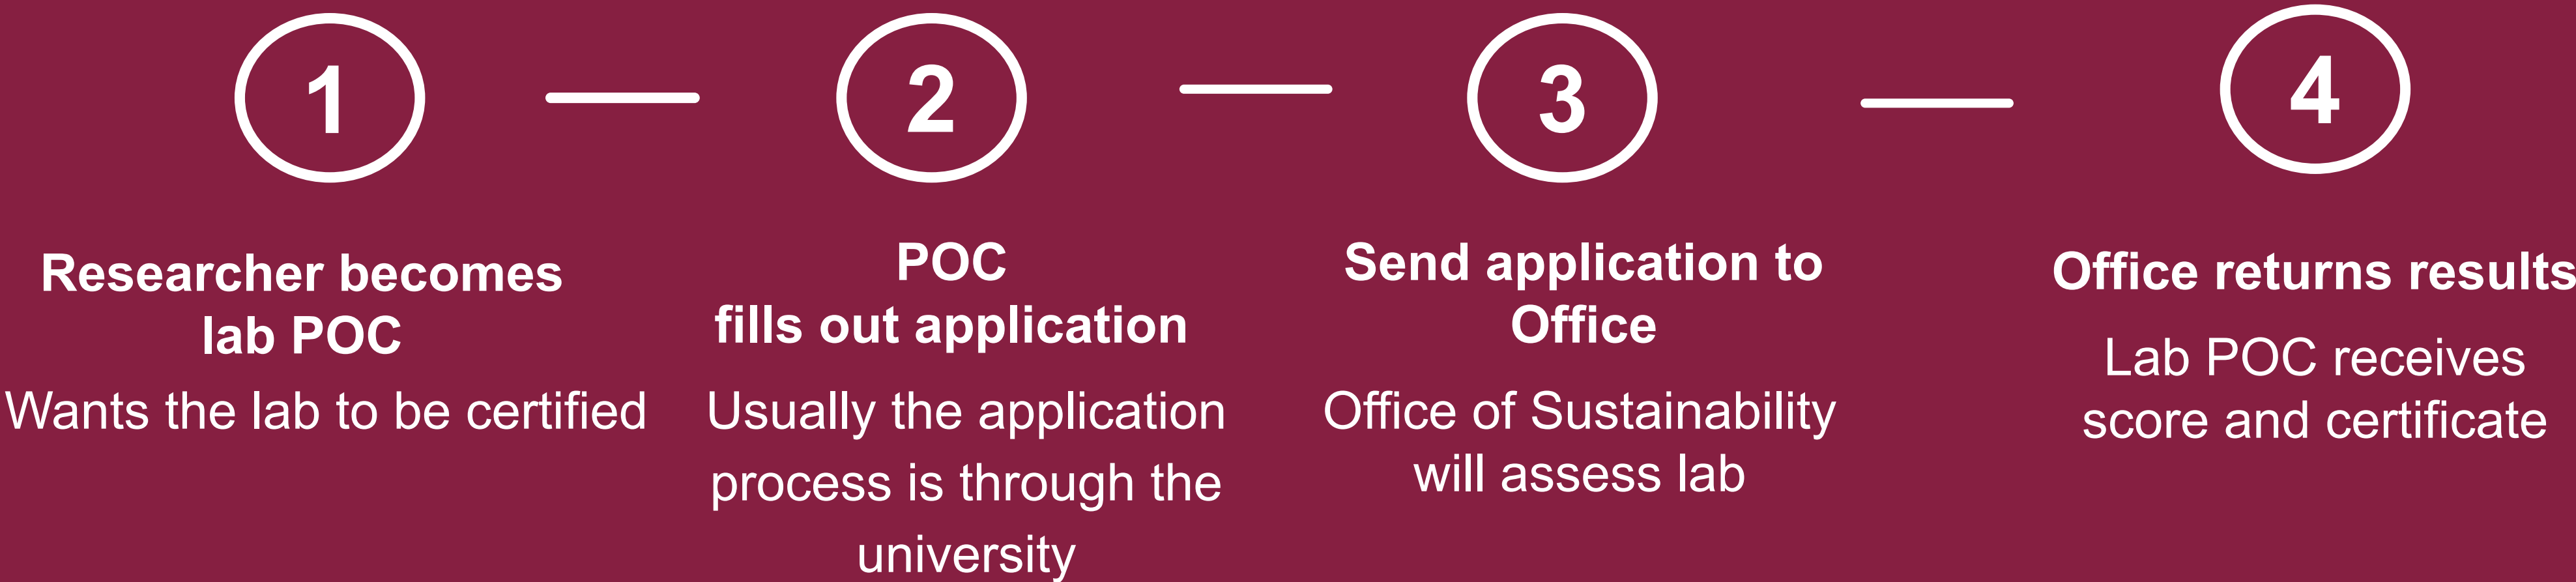 1
Researcher becomes
lab POC
Wants the lab to be certified
2
POC
fills out application
Usually the application
process is through the
university
3
Send application to
Office
Office of Sustainability
will assess lab
4
Office returns results
Lab POC receives
score and certificate